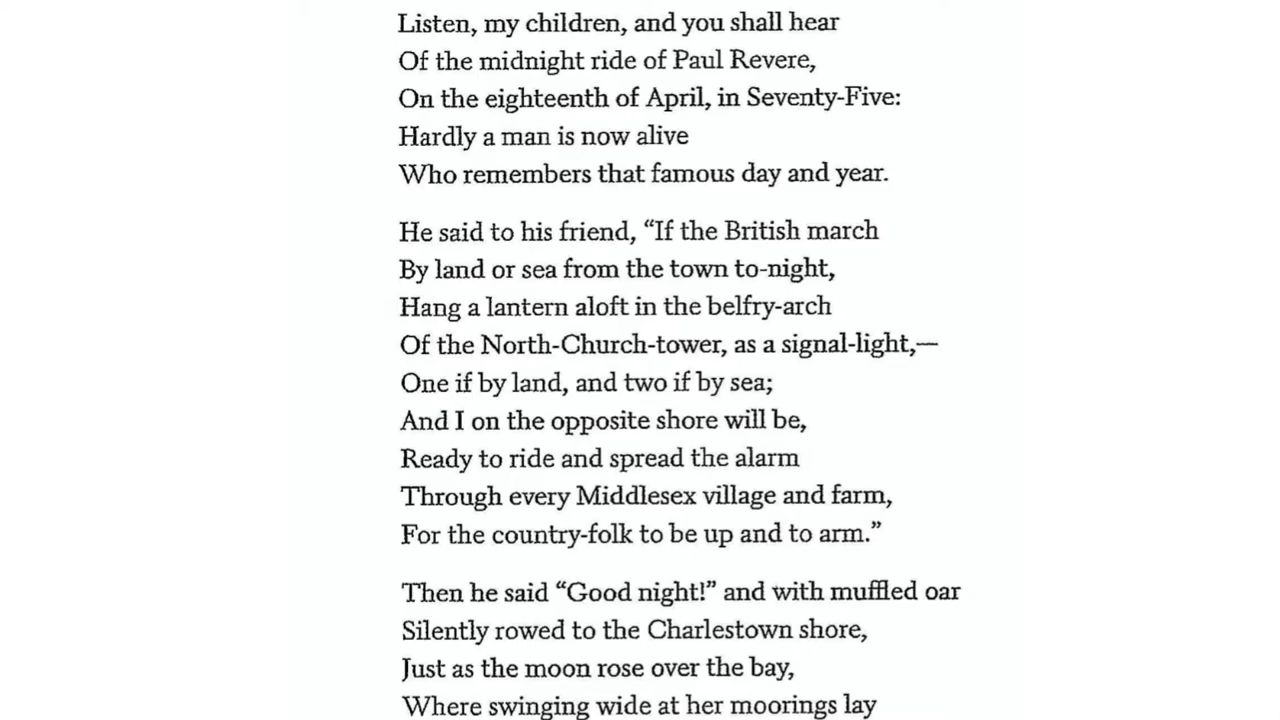 Listen, my children, and you shall hear
Of the midnight ride of Paul Revere,
On the eighteenth of April, in Seventy-Five:
Hardly a man is now alive
Who remembers that famous day and year.
He said to his friend, “If the British march
By land or sea from the town to-night,
Hang a lantern aloft in the belfry-arch
Of the North-Church-tower, as a signal-light,—
One if by land, and two if by sea;
And I on the opposite shore will be,
Ready to ride and spread the alarm
Through every Middlesex village and farm,
For the country-folk to be up and to arm.”
Then he said “Good night!” and with muffled oar
Silently rowed to the Charlestown shore,
Just as the moon rose over the bay,
Where swinging wide at her moorings lay